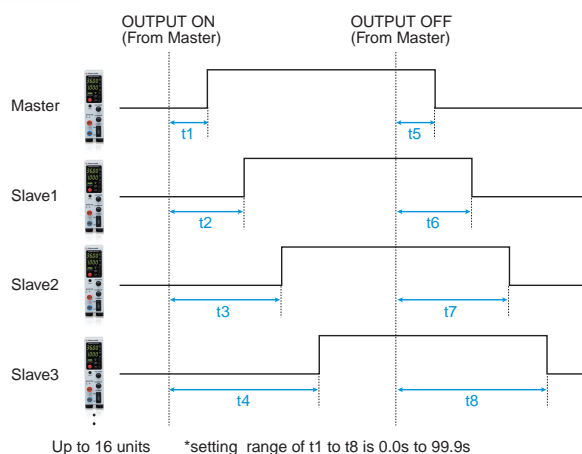 OUTPUT ON
(From Master)
OUTPUT OFF
(From Master)
Master
t1
t5
Slave1
t2
t6
Slave2
t3
t7
Slave3
t4
t8
Up to 16 units
*setting range of t1 to t8 is 0.0s to 99.9s